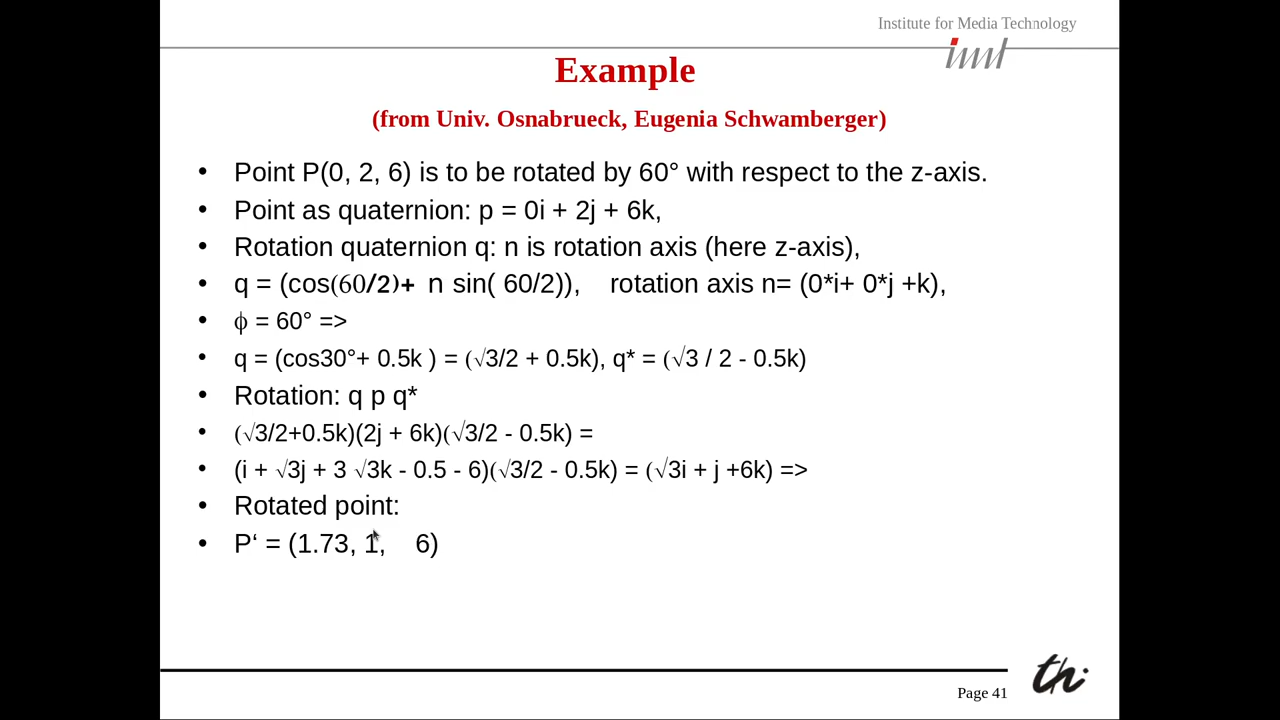 Institute for Media Technology
iml
Example
(from Univ. Osnabrueck, Eugenia Schwamberger)
• Point P(0, 2, 6) is to be rotated by 60° with respect to the z-axis.
• Point as quaternion: p = 0i + 2j + 6k,
• Rotation quaternion q: n is rotation axis (here z-axis),
• q = (cos(60/2)+ n sin( 60/2)), rotation axis n= (0*i+ 0*j +k),
• ϕ = 60° =>
• q = (cos30°+ 0.5k ) = (√3/2 + 0.5k), q* = (√3 / 2 - 0.5k)
• Rotation: q p q*
• (√3/2+0.5k)(2j + 6k)(√3/2 - 0.5k) =
• (i + √3j + 3 √3k - 0.5 - 6)(√3/2 - 0.5k) = (√3i + j +6k) =>
• Rotated point:
• P‘ = (1.73, 1, 6)
th
Page 41